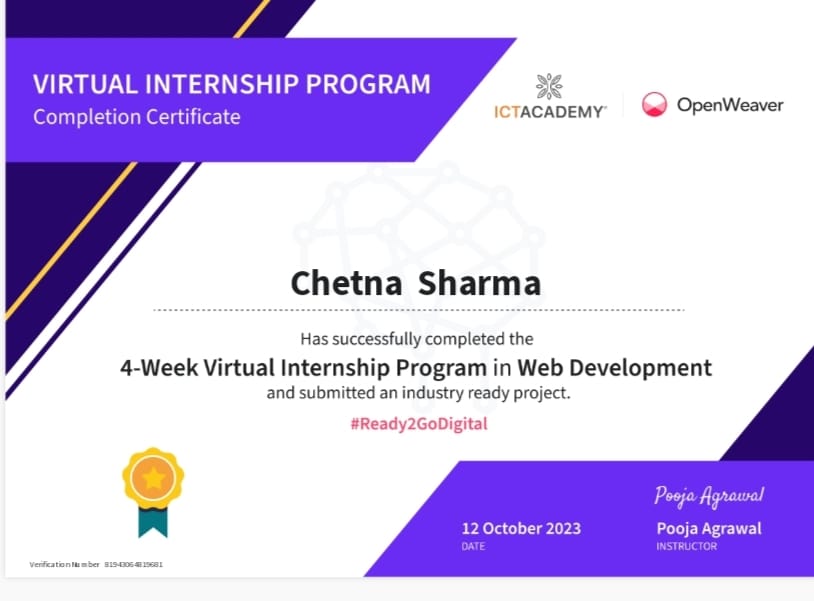 VIRTUAL INTERNSHIP PROGRAM
Completion Certificate
ICTACADEMY
OpenWeaver
Chetna Sharma
Has successfully completed the
4-Week Virtual Internship Program in Web Development
and submitted an industry ready project.
#Ready2GoDigital
Pooja Agrawal
12 October 2023
Pooja Agrawal
DATE
INSTRUCTOR
Verification Number 81943064819681